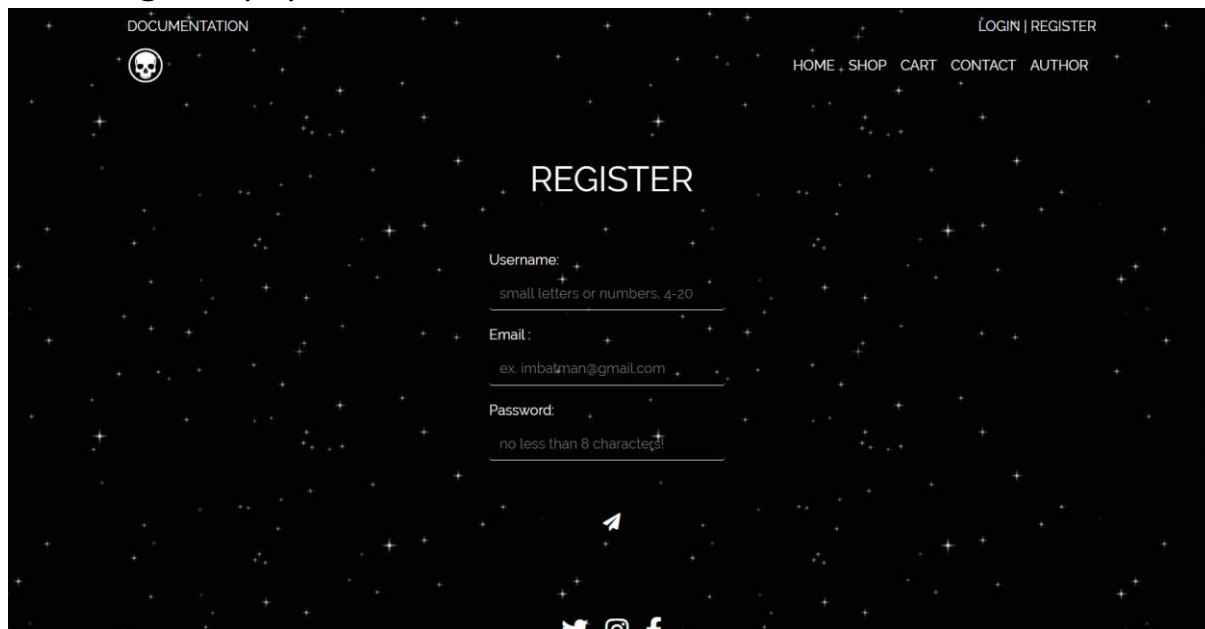 DOCUMENTATION
LOGIN | REGISTER
HOME SHOP CART CONTACT AUTHOR
REGISTER
Username:
small letters or numbers, 4-20
Email :
ex. imbatman@gmail.com
Password:
no less than 8 characters!